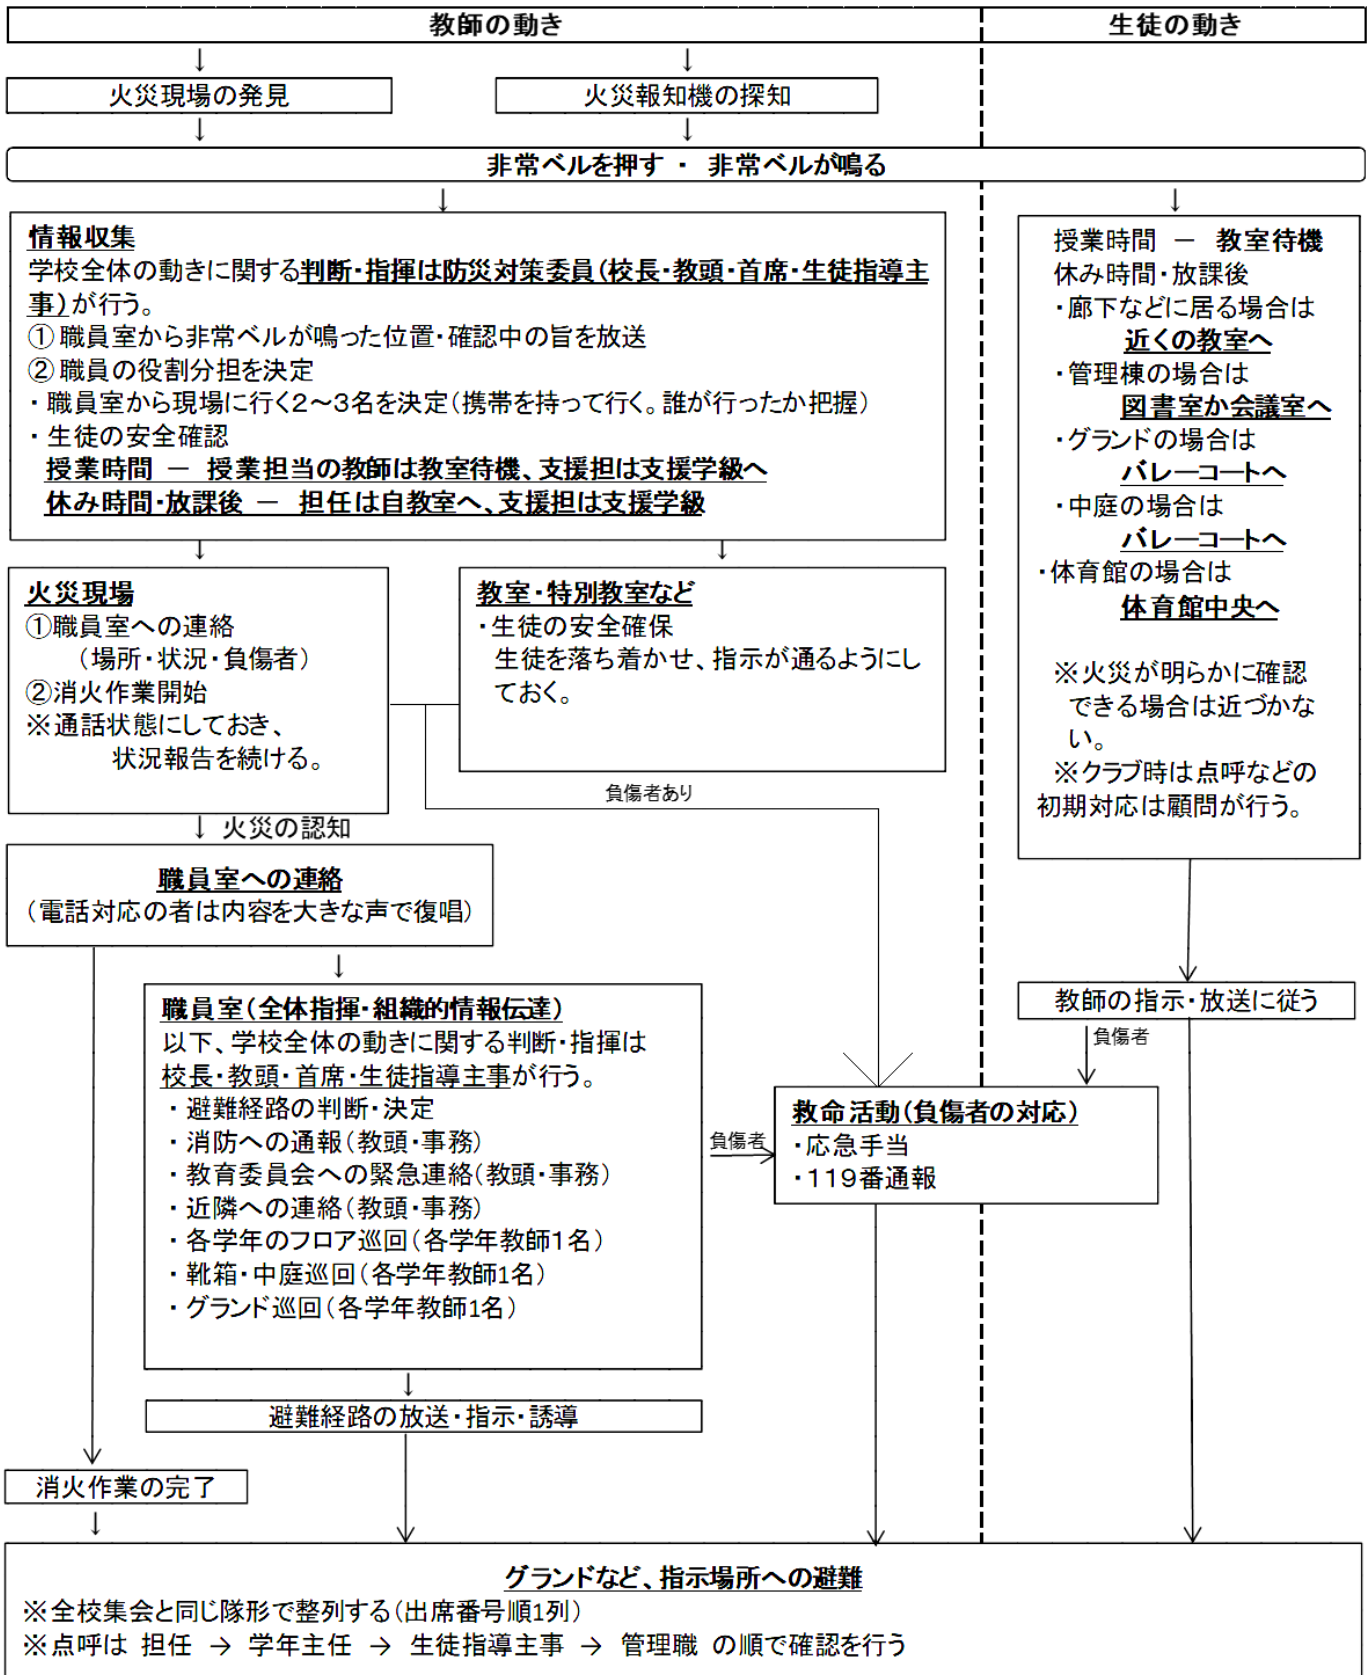 教師の動き
生徒の動き
↓ ↓
火災現場の発見
火災報知機の探知
↓ ↓
非常ベルを押す ・ 非常ベルが鳴る
↓ ↓
情報収集
学校全体の動きに関する判断・指揮は防災対策委員(校長・教頭・首席・生徒指導主
事)が行う。
①職員室から非常ベルが鳴った位置・確認中の旨を放送
②職員の役割分担を決定
・ 職員室から現場に行く2～3名を決定(携帯を持って行く。誰が行ったか把握)
・ 生徒の安全確認
授業時間 － 授業担当の教師は教室待機、支援担は支援学級へ
休み時間・放課後 － 担任は自教室へ、支援担は支援学級
授業時間 － 教室待機
休み時間・放課後
・廊下などに居る場合は
近くの教室へ
・管理棟の場合は
図書室か会議室へ
・グランドの場合は
バレーコートへ
・中庭の場合は
バレーコートへ
・体育館の場合は
体育館中央へ
※火災が明らかに確認
できる場合は近づかな
い。
※クラブ時は点呼などの
初期対応は顧問が行う。
↓ ↓
火災現場
①職員室への連絡
(場所・状況・負傷者)
②消火作業開始
※通話状態にしておき、
状況報告を続ける。
教室・特別教室など
・生徒の安全確保
生徒を落ち着かせ、指示が通るようにし
ておく。
負傷者あり
↓ 火災の認知
職員室への連絡
(電話対応の者は内容を大きな声で復唱)
↓
職員室(全体指揮・組織的情報伝達)
以下、学校全体の動きに関する判断・指揮は
校長・教頭・首席・生徒指導主事が行う。
・ 避難経路の判断・決定
・ 消防への通報(教頭・事務)
・ 教育委員会への緊急連絡(教頭・事務)
・ 近隣への連絡(教頭・事務)
・ 各学年のフロア巡回(各学年教師1名)
・ 靴箱・中庭巡回(各学年教師1名)
・ グランド巡回(各学年教師1名)
教師の指示・放送に従う
負傷者
負傷者
救命活動(負傷者の対応)
・応急手当
・119番通報
↓
避難経路の放送・指示・誘導
消火作業の完了
↓
グランドなど、指示場所への避難
※全校集会と同じ隊形で整列する(出席番号順1列)
※点呼は 担任 → 学年主任 → 生徒指導主事 → 管理職 の順で確認を行う